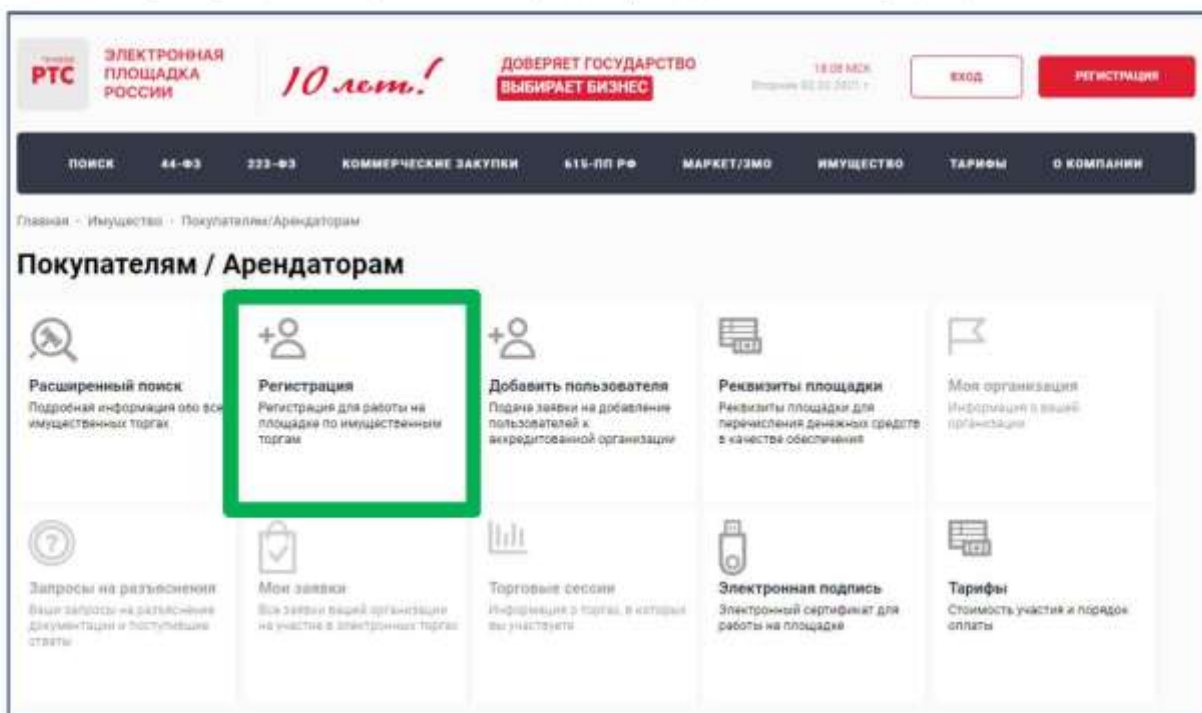 РТС
ЭЛЕКТРОННАЯ
ПЛОЩАДКА
РОССИИ
10 лет!
ДОВЕРЯЕТ ГОСУДАРСТВО
ВЫБИРАЕТ БИЗНЕС
18:08 МСК
ВХОД
РЕГИСТРАЦИЯ
ПОИСК 44-ФЗ 223-ФЗ КОММЕРЧЕСКИЕ ЗАКУПКИ 615-ПП РФ МАРКЕТ/ЗМО ИМУЩЕСТВО ТАРИФЫ О КОМПАНИИ
Главная - Имущество - Покупателям/Арендаторам
Покупателям / Арендаторам
Расширенный поиск
Подробная информация обо все
имущественных торгах
Регистрация
Регистрация для работы на
площадке по имущественным
торгам
Добавить пользователя
Подача заявки на добавление
пользователей к
аккредитованной организации
Реквизиты площадки
Реквизиты площадки для
перечисления денежных средств
в качестве обеспечения
Моя организация
Информация о вашей
организации
Запросы на разъяснения
Ваши запросы на разъяснение
документации и поступившие
ответы
Мои заявки
Все заявки вашей организации
на участие в электронных торгах
Торговые сессии
Информация о торгах, в которых
вы участвуете
Электронная подпись
Электронный сертификат для
работы на площадке
Тарифы
Стоимость участия и порядок
оплаты